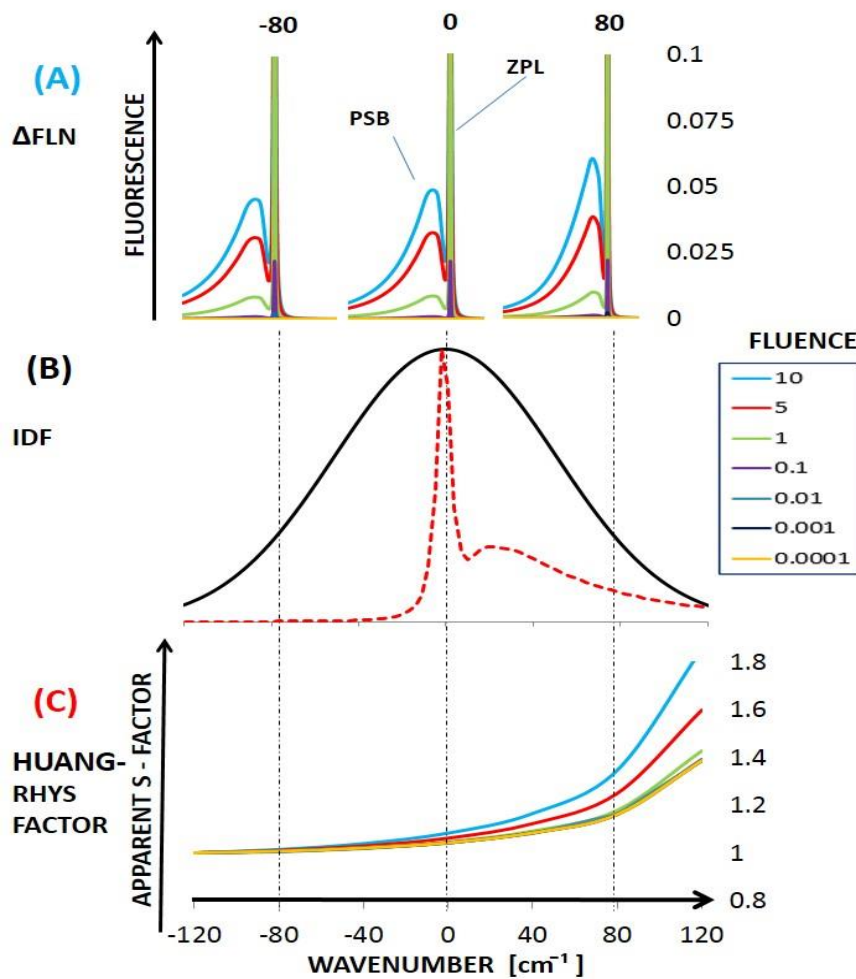 -80 0 80
(A)
ΔFLN
FLUORESCENCE
PSB
ZPL
0.1
0.075
0.05
0.025
0
(B)
IDF
FLUENCE
10
5
1
0.1
0.01
0.001
0.0001
(C)
HUANG-
RHYS
FACTOR
APPARENT S - FACTOR
1.8
1.6
1.4
1.2
1
0.8
-120 -80 -40 0 40 80 120
WAVENUMBER [cm⁻¹]